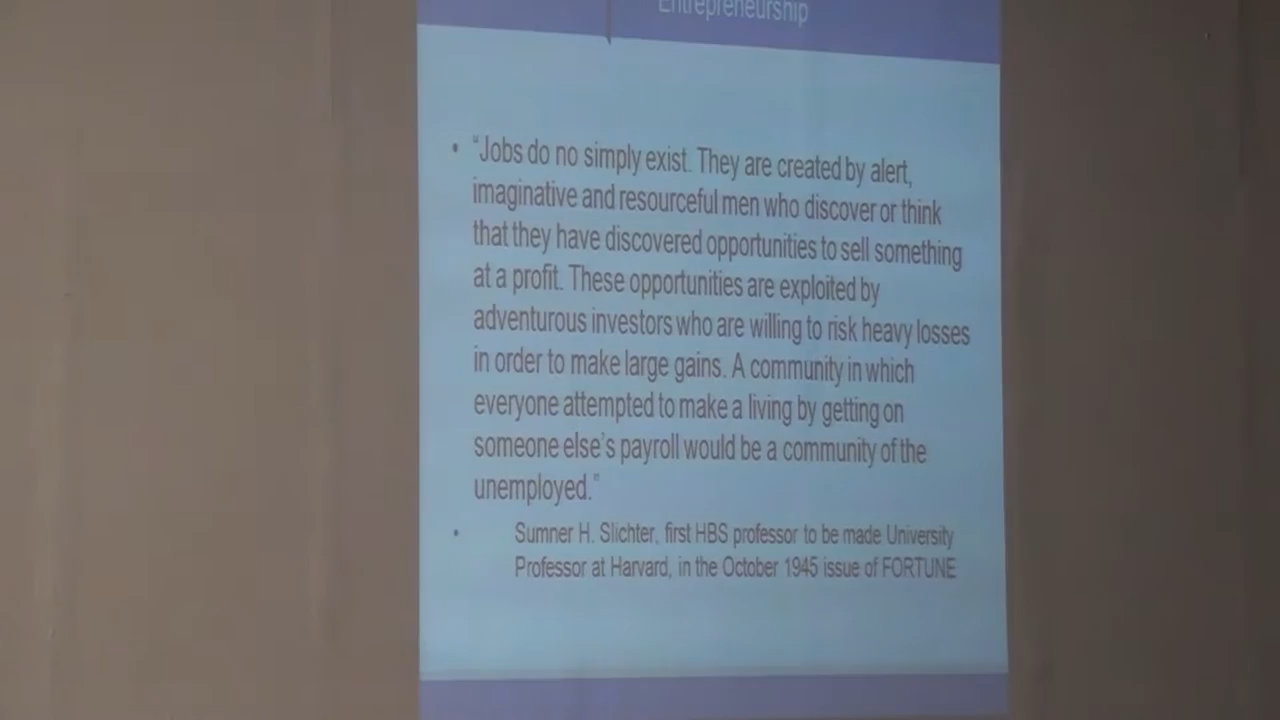 Entrepreneurship
• “Jobs do no simply exist. They are created by alert,
imaginative and resourceful men who discover or think
that they have discovered opportunities to sell something
at a profit. These opportunities are exploited by
adventurous investors who are willing to risk heavy losses
in order to make large gains. A community in which
everyone attempted to make a living by getting on
someone else’s payroll would be a community of the
unemployed.”
• Sumner H. Slichter, first HBS professor to be made University
Professor at Harvard, in the October 1945 issue of FORTUNE